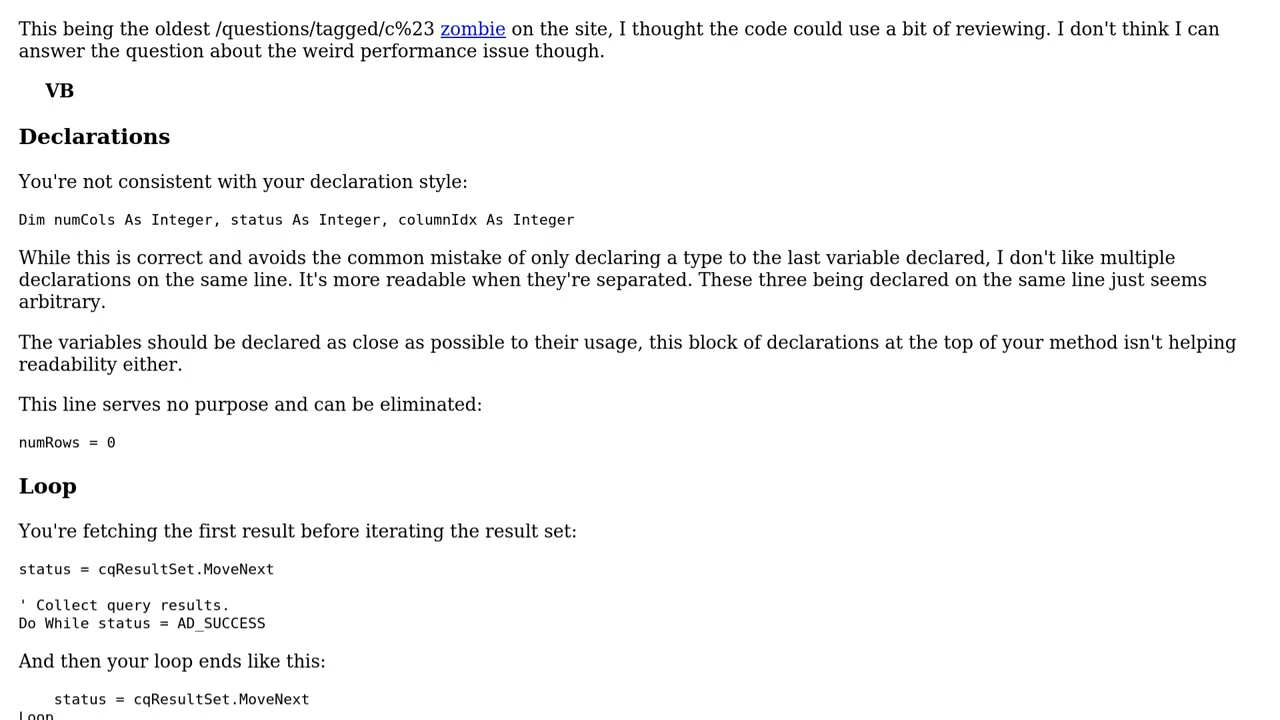 This being the oldest /questions/tagged/c%23 zombie on the site, I thought the code could use a bit of reviewing. I don't think I can
answer the question about the weird performance issue though.
VB
Declarations
You're not consistent with your declaration style:
Dim numCols As Integer, status As Integer, columnIdx As Integer
While this is correct and avoids the common mistake of only declaring a type to the last variable declared, I don't like multiple
declarations on the same line. It's more readable when they're separated. These three being declared on the same line just seems
arbitrary.
The variables should be declared as close as possible to their usage, this block of declarations at the top of your method isn't helping
readability either.
This line serves no purpose and can be eliminated:
numRows = 0
Loop
You're fetching the first result before iterating the result set:
status = cqResultSet.MoveNext
' Collect query results.
Do While status = AD_SUCCESS
And then your loop ends like this:
    status = cqResultSet.MoveNext
Loop